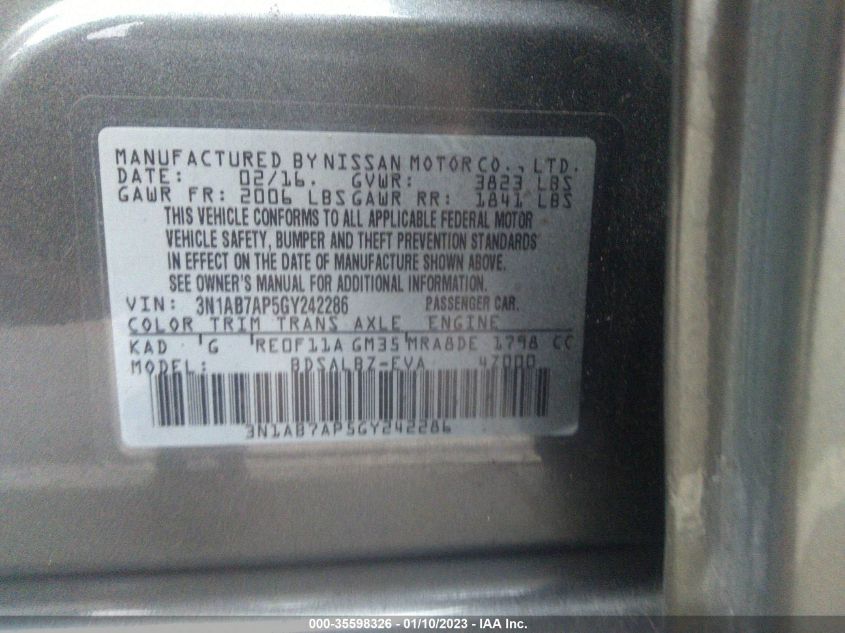 MANUFACTURED BY NISSAN MOTOR CO., LTD.
DATE: 02/16. GVWR: 3823 LBS
GAWR FR: 2006 LBS GAWR RR: 1841 LBS
THIS VEHICLE CONFORMS TO ALL APPLICABLE FEDERAL MOTOR
VEHICLE SAFETY, BUMPER AND THEFT PREVENTION STANDARDS
IN EFFECT ON THE DATE OF MANUFACTURE SHOWN ABOVE.
SEE OWNER'S MANUAL FOR ADDITIONAL INFORMATION.
VIN: 3N1AB7AP5GY242286 PASSENGER CAR.
COLOR TRIM TRANS AXLE ENGINE
KAD G RE0F11A GM35 MRA8DE 1798 CC
MODEL: BDSALBZ-EVA 4Z000
3N1AB7AP5GY242286
000-35598326 - 01/10/2023 - IAA Inc.